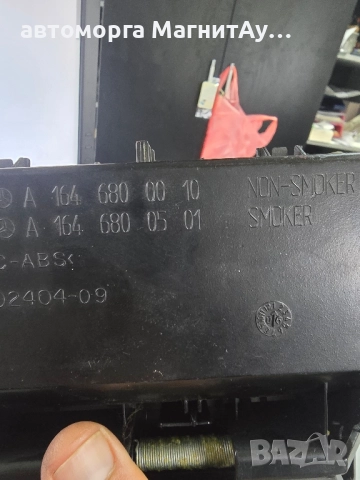 автоморга МагнитАу...
A 164 680 00 10 NON-SMOKER
A 164 680 05 01 SMOKER
C-ABS<
02404-09
BAZAR